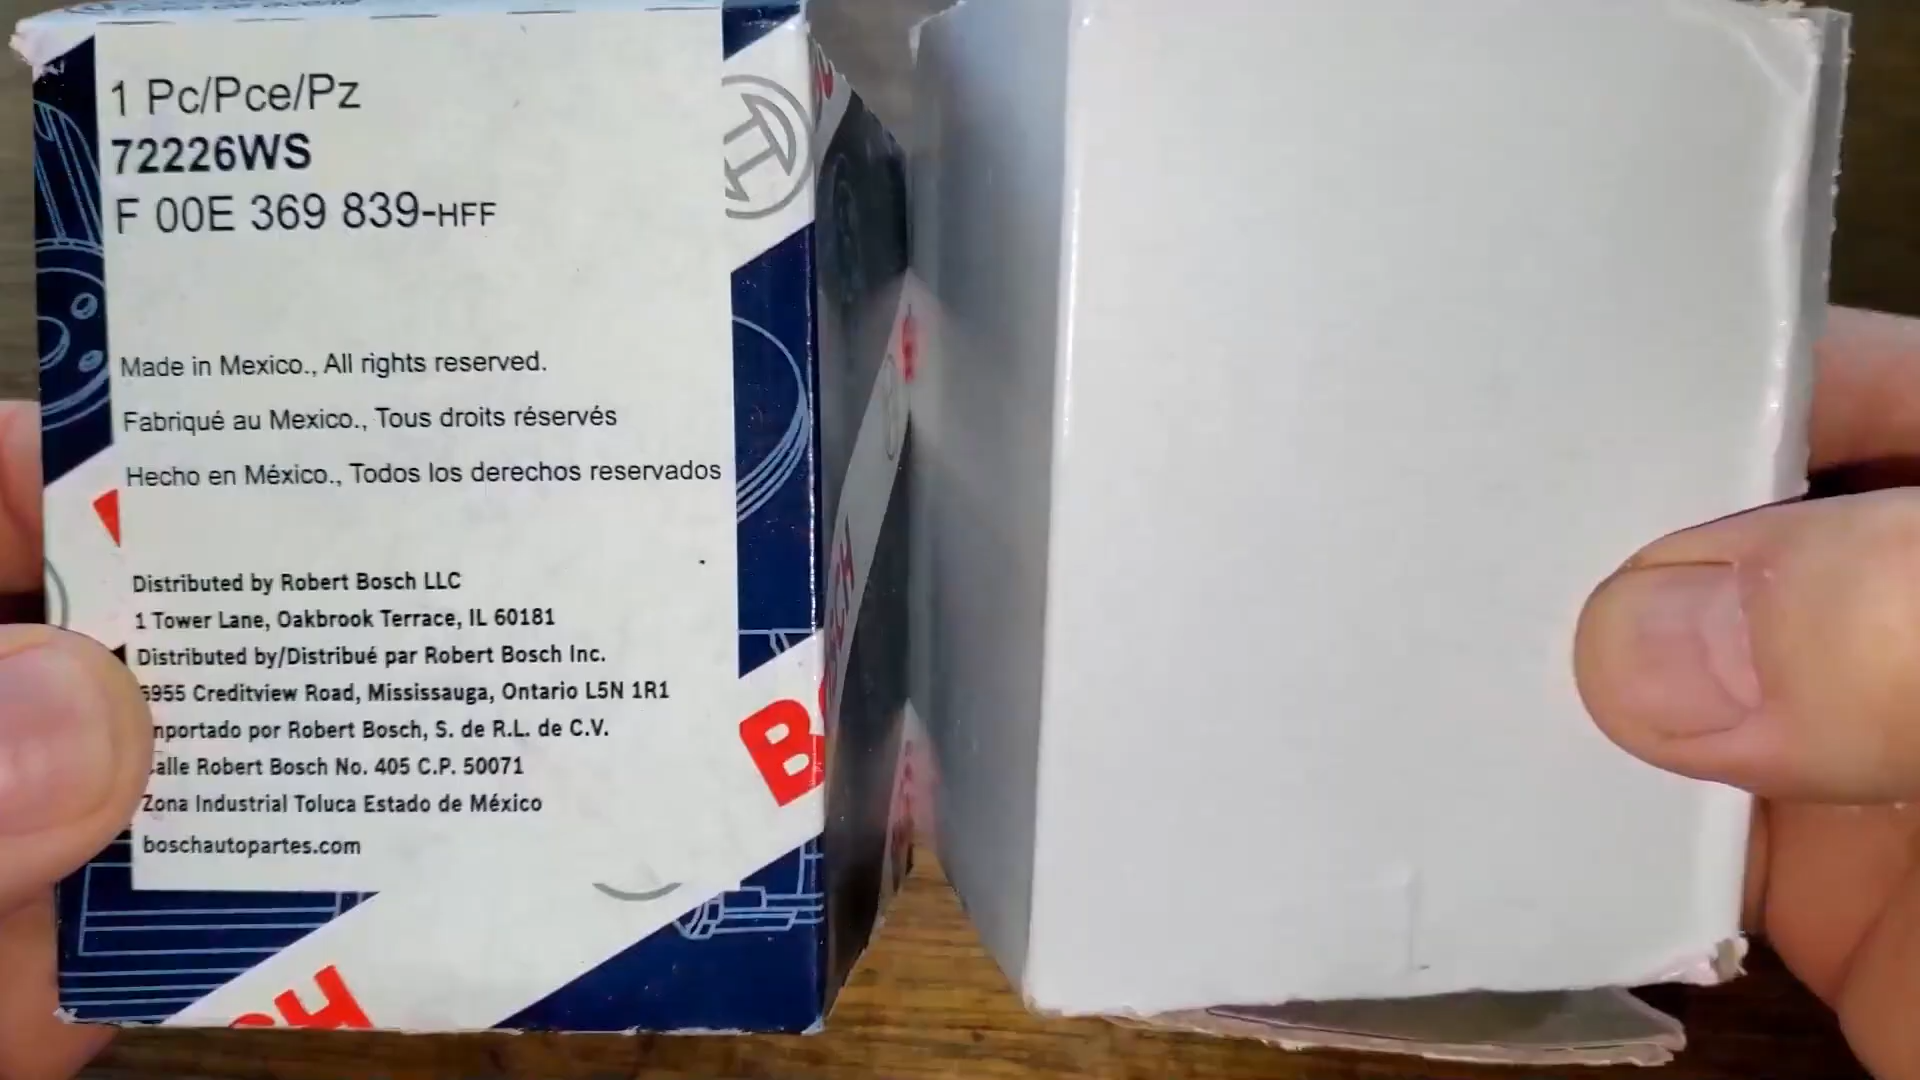 1 Pc/Pce/Pz
72226WS
F 00E 369 839-HFF
Made in Mexico., All rights reserved.
Fabriqué au Mexico., Tous droits réservés
Hecho en México., Todos los derechos reservados
Distributed by Robert Bosch LLC
1 Tower Lane, Oakbrook Terrace, IL 60181
Distributed by/Distribué par Robert Bosch Inc.
6955 Creditview Road, Mississauga, Ontario L5N 1R1
por Robert Bosch, S. de R.L. de C.V.
Robert Bosch No. 405 C.P. 50071
Zona Industrial Toluca Estado de México
boschautopartes.com